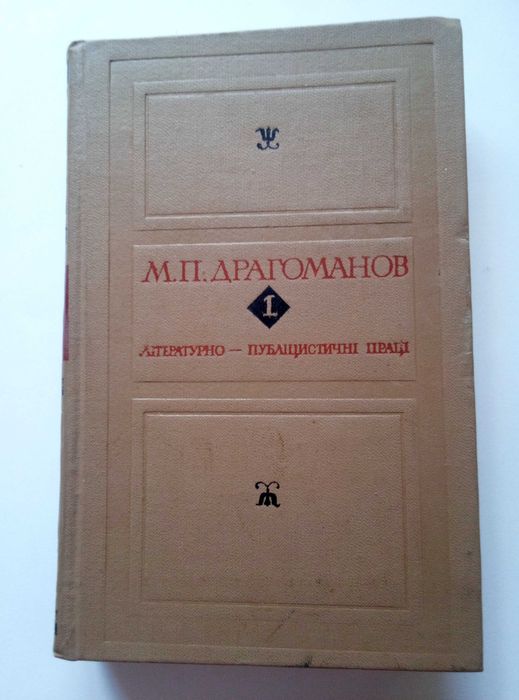 М.П. ДРАГОМАНОВ
1
ЛІТЕРАТУРНО — ПУБЛІЦИСТИЧНІ ПРАЦІ